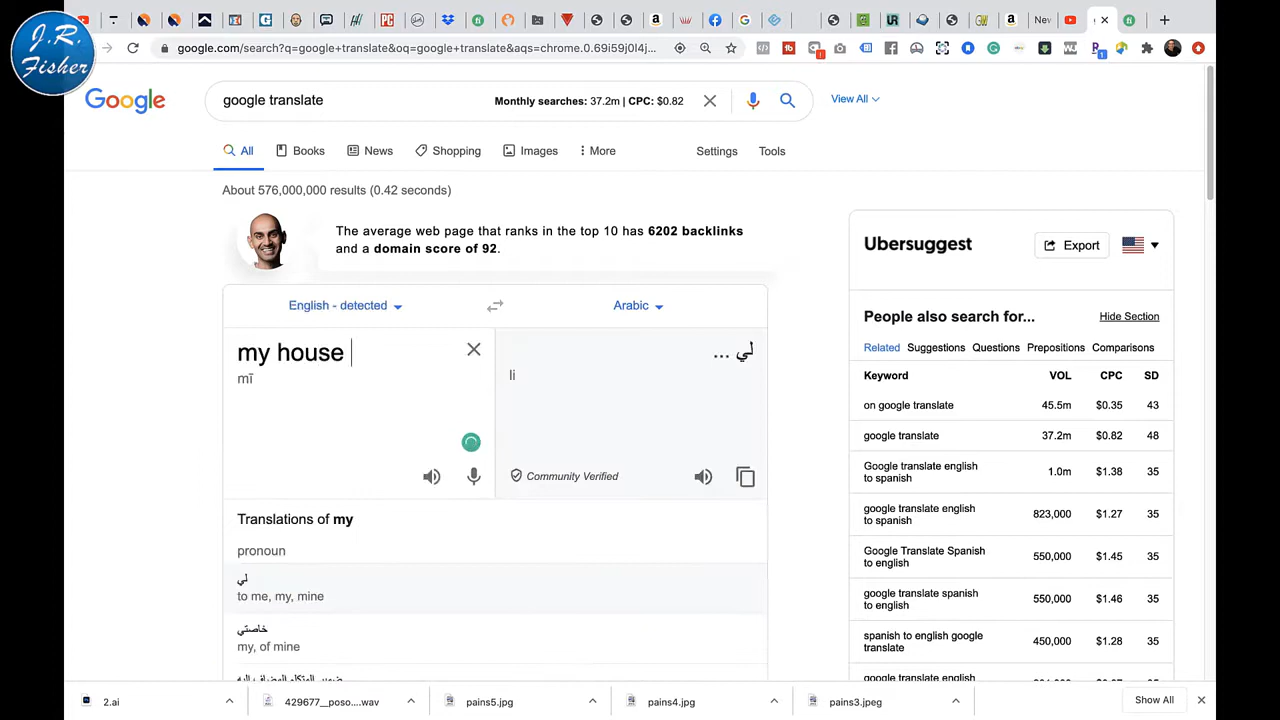 J.R.
Fisher
google.com/search?q=google+translate&oq=google+translate&aqs=chrome.0.69i59j0l4j...
Google
google translate
Monthly searches: 37.2m | CPC: $0.82
View All
All
Books
News
Shopping
Images
More
Settings
Tools
About 576,000,000 results (0.42 seconds)
The average web page that ranks in the top 10 has 6202 backlinks
and a domain score of 92.
English - detected
Arabic
my house
mī
لي ...
li
Community Verified
Translations of my
pronoun
لي
to me, my, mine
خاصتي
my, of mine
Ubersuggest
Export
People also search for...
Hide Section
Related Suggestions Questions Prepositions Comparisons
Keyword VOL CPC SD
on google translate 45.5m $0.35 43
google translate 37.2m $0.82 48
Google translate english
to spanish
1.0m $1.38 35
google translate english
to spanish
823,000 $1.27 35
Google Translate Spanish
to english
550,000 $1.45 35
google translate spanish
to english
550,000 $1.46 35
spanish to english google
translate
450,000 $1.28 35
google translate english
2.ai
429677__poso....wav
pains5.jpg
pains4.jpg
pains3.jpeg
Show All